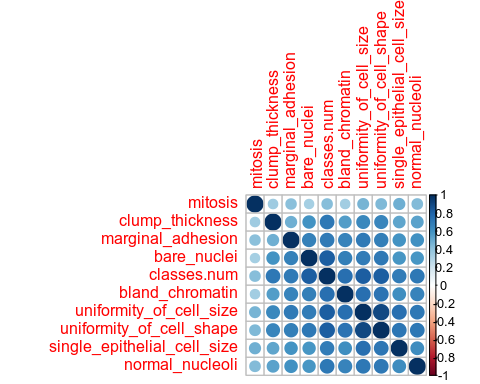 mitosis
clump_thickness
marginal_adhesion
bare_nuclei
classes.num
bland_chromatin
uniformity_of_cell_size
uniformity_of_cell_shape
single_epithelial_cell_size
normal_nucleoli
mitosis
clump_thickness
marginal_adhesion
bare_nuclei
classes.num
bland_chromatin
uniformity_of_cell_size
uniformity_of_cell_shape
single_epithelial_cell_size
normal_nucleoli
1
0.8
0.6
0.4
0.2
0
-0.2
-0.4
-0.6
-0.8
-1